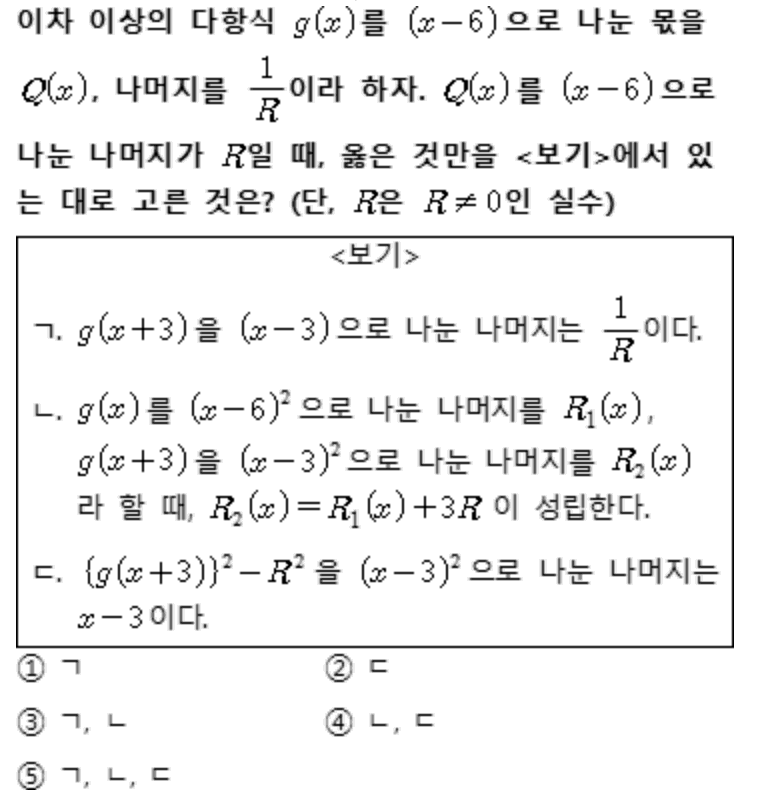 이차 이상의 다항식 g(x)를 (x-6)으로 나눈 몫을
Q(x), 나머지를 1/R이라 하자. Q(x)를 (x-6)으로
나눈 나머지가 R일 때, 옳은 것만을 <보기>에서 있
는 대로 고른 것은? (단, R은 R≠0인 실수)
<보기>
ㄱ. g(x+3)을 (x-3)으로 나눈 나머지는 1/R이다.
ㄴ. g(x)를 (x-6)²으로 나눈 나머지를 R₁(x),
g(x+3)을 (x-3)²으로 나눈 나머지를 R₂(x)
라 할 때, R₂(x)=R₁(x)+3R 이 성립한다.
ㄷ. {g(x+3)}²-R²을 (x-3)²으로 나눈 나머지는
x-3이다.
① ㄱ ② ㄷ
③ ㄱ, ㄴ ④ ㄴ, ㄷ
⑤ ㄱ, ㄴ, ㄷ